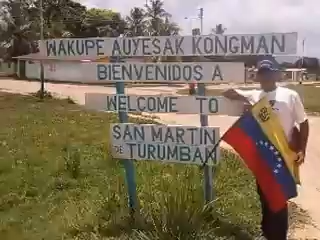 WAKUPE AUYESAK KONGMAN
BIENVENIDOS A
WELCOME TO
SAN MARTIN
DE TURUMBAN